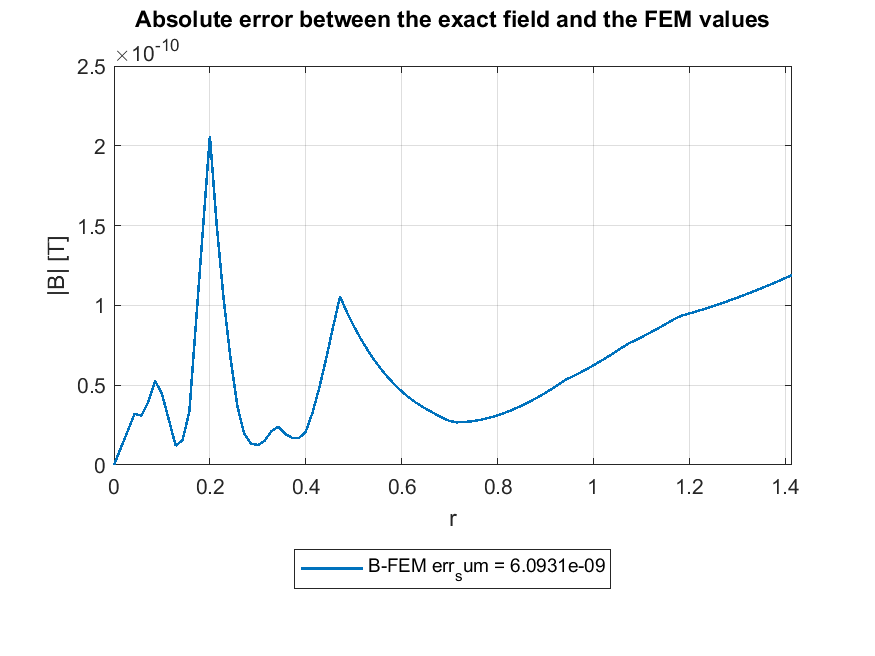 Absolute error between the exact field and the FEM values
×10-10
2.5
2
1.5
1
0.5
0
|B| [T]
0 0.2 0.4 0.6 0.8 1 1.2 1.4
r
B-FEM errsum = 6.0931e-09